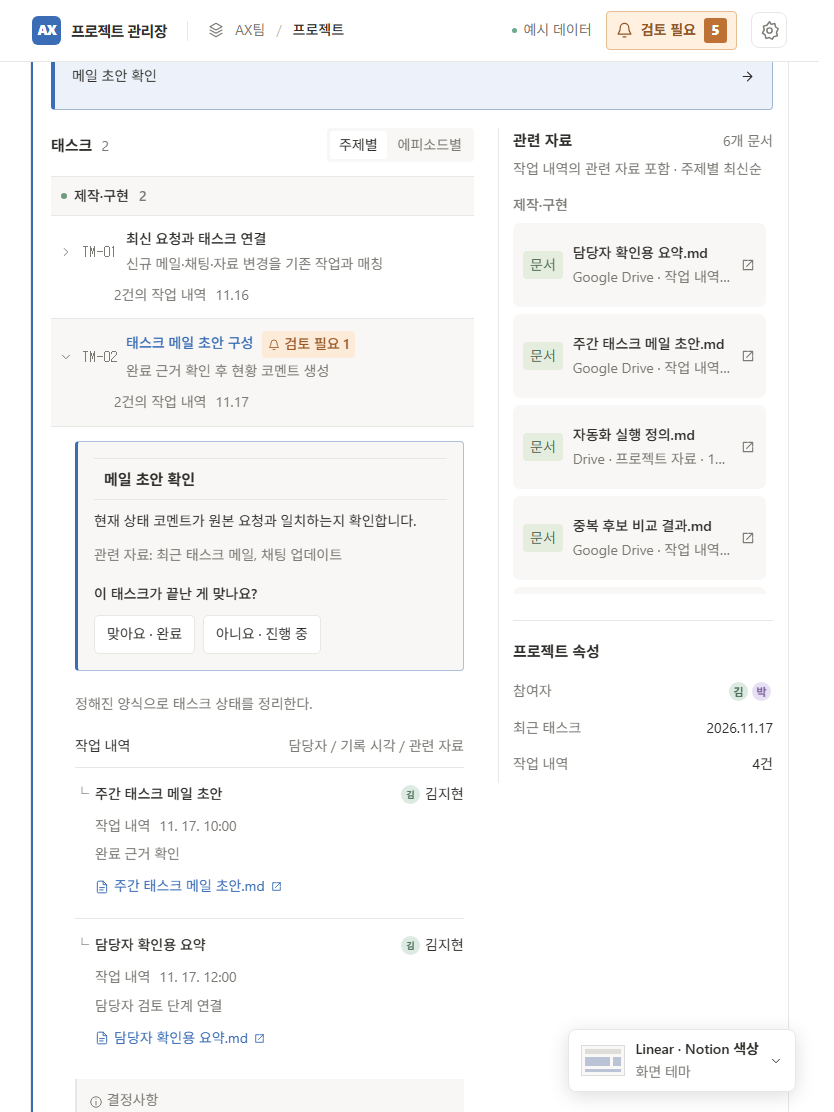 AX 프로젝트 관리장
AX팀 / 프로젝트
예시 데이터
검토 필요 5
메일 초안 확인
태스크 2
주제별 에피소드별
제작·구현 2
TM-01 최신 요청과 태스크 연결
신규 메일·채팅·자료 변경을 기존 작업과 매칭
2건의 작업 내역 11.16
TM-02 태스크 메일 초안 구성 검토 필요 1
완료 근거 확인 후 현황 코멘트 생성
2건의 작업 내역 11.17
메일 초안 확인
현재 상태 코멘트가 원본 요청과 일치하는지 확인합니다.
관련 자료: 최근 태스크 메일, 채팅 업데이트
이 태스크가 끝난 게 맞나요?
맞아요 · 완료 아니요 · 진행 중
정해진 양식으로 태스크 상태를 정리한다.
작업 내역 담당자 / 기록 시각 / 관련 자료
└ 주간 태스크 메일 초안 김 김지현
작업 내역 11. 17. 10:00
완료 근거 확인
주간 태스크 메일 초안.md
└ 담당자 확인용 요약 김 김지현
작업 내역 11. 17. 12:00
담당자 검토 단계 연결
담당자 확인용 요약.md
결정사항
관련 자료 6개 문서
작업 내역의 관련 자료 포함 · 주제별 최신순
제작·구현
문서 담당자 확인용 요약.md
Google Drive · 작업 내역...
문서 주간 태스크 메일 초안.md
Google Drive · 작업 내역...
문서 자동화 실행 정의.md
Drive · 프로젝트 자료 · 1...
문서 중복 후보 비교 결과.md
Google Drive · 작업 내역...
프로젝트 속성
참여자 김 박
최근 태스크 2026.11.17
작업 내역 4건
Linear · Notion 색상
화면 테마